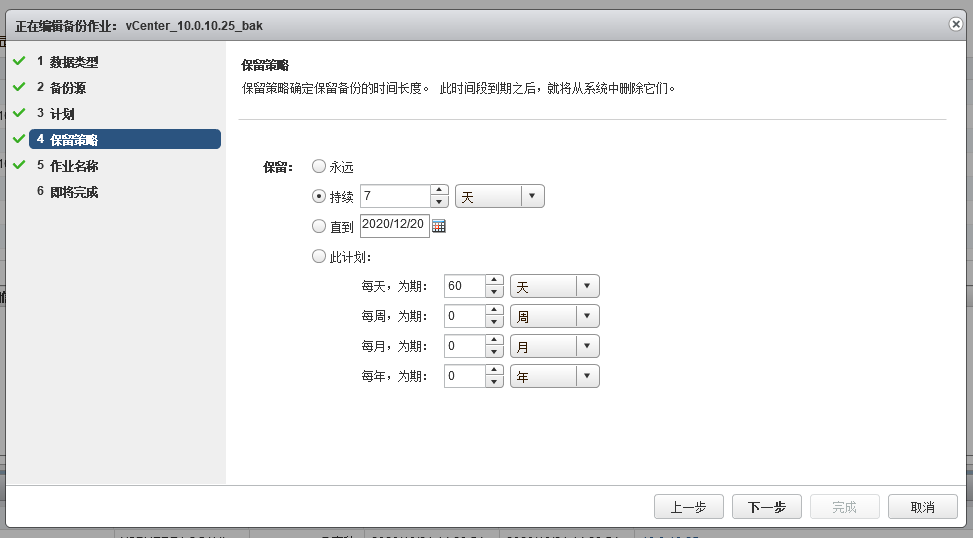 正在编辑备份作业: vCenter_10.0.10.25_bak
1 数据类型
2 备份源
3 计划
4 保留策略
5 作业名称
6 即将完成
保留策略
保留策略确定保留备份的时间长度。 此时间段到期之后，就将从系统中删除它们。
保留: 永远
持续 7 天
直到 2020/12/20
此计划:
每天，为期: 60 天
每周，为期: 0 周
每月，为期: 0 月
每年，为期: 0 年
上一步 下一步 完成 取消